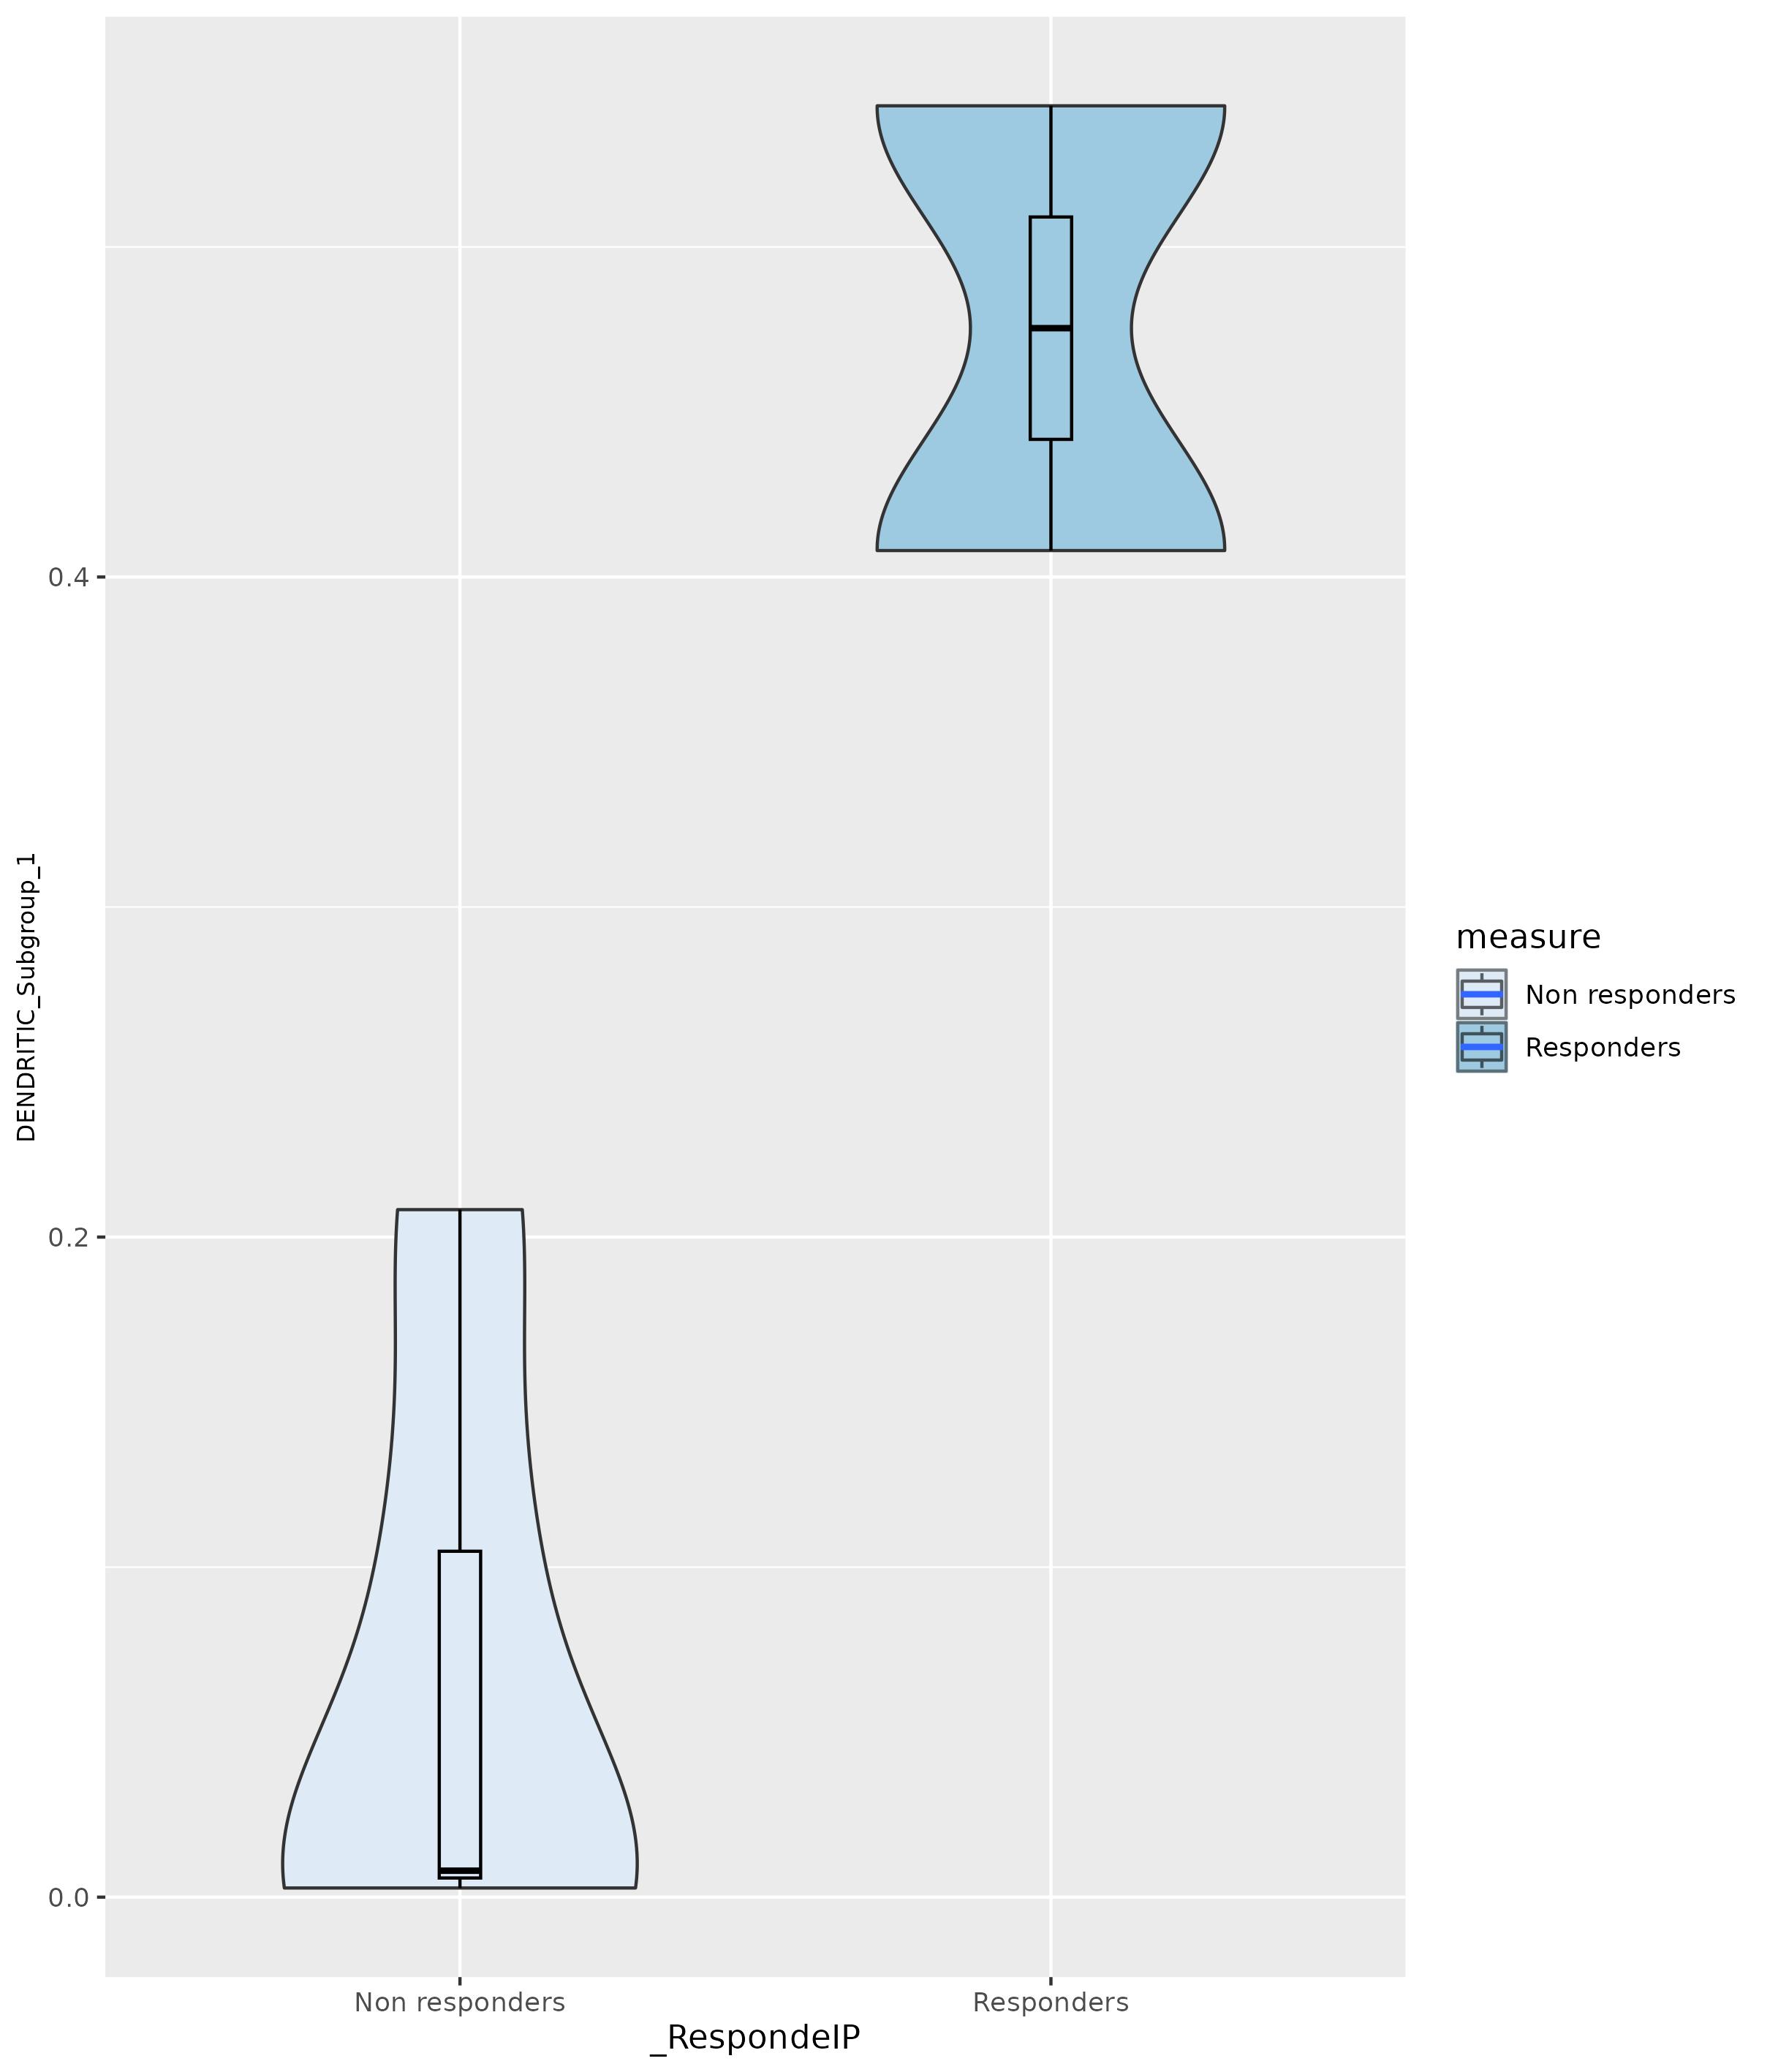 DENDRITIC_Subgroup_1
0.4
0.2
0.0
Non responders
Responders
_RespondeIP
measure
Non responders
Responders